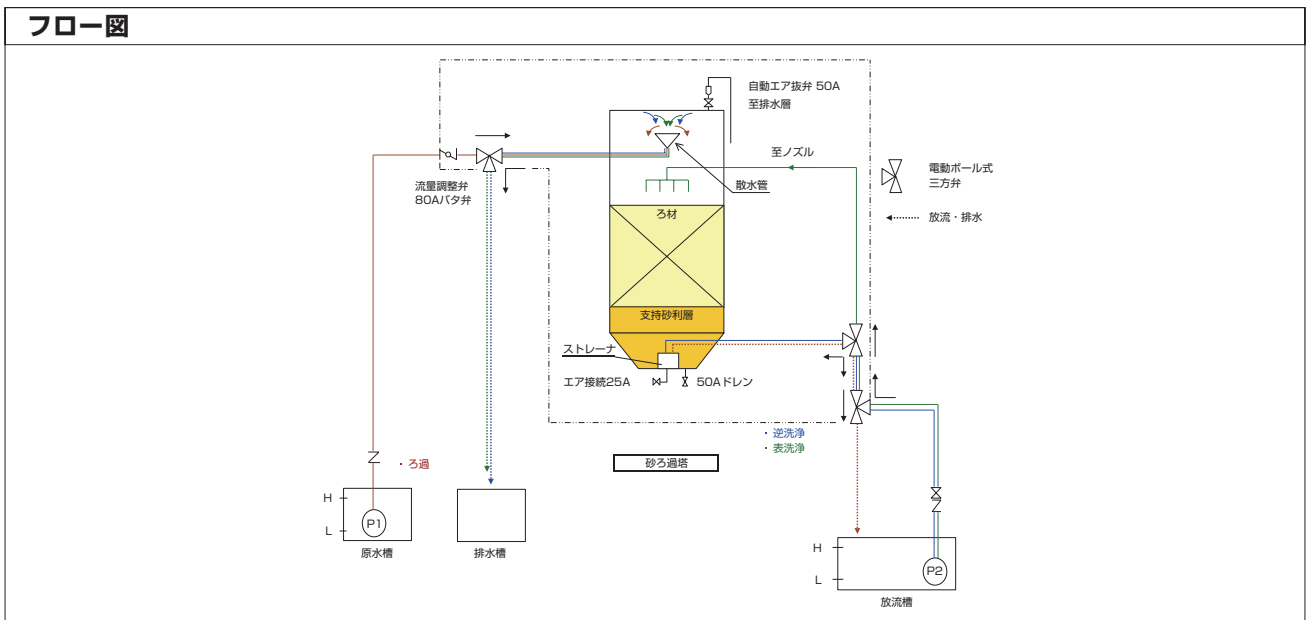 フロー図
自動エア抜弁 50A
至排水層
至ノズル
流量調整弁
80Aバタ弁
散水管
電動ボール式
三方弁
放流・排水
ろ材
支持砂利層
ストレーナ
エア接続25A
50Aドレン
・逆洗浄
・表洗浄
砂ろ過塔
・ろ過
H
L
P1
原水槽
排水槽
H
L
P2
放流槽